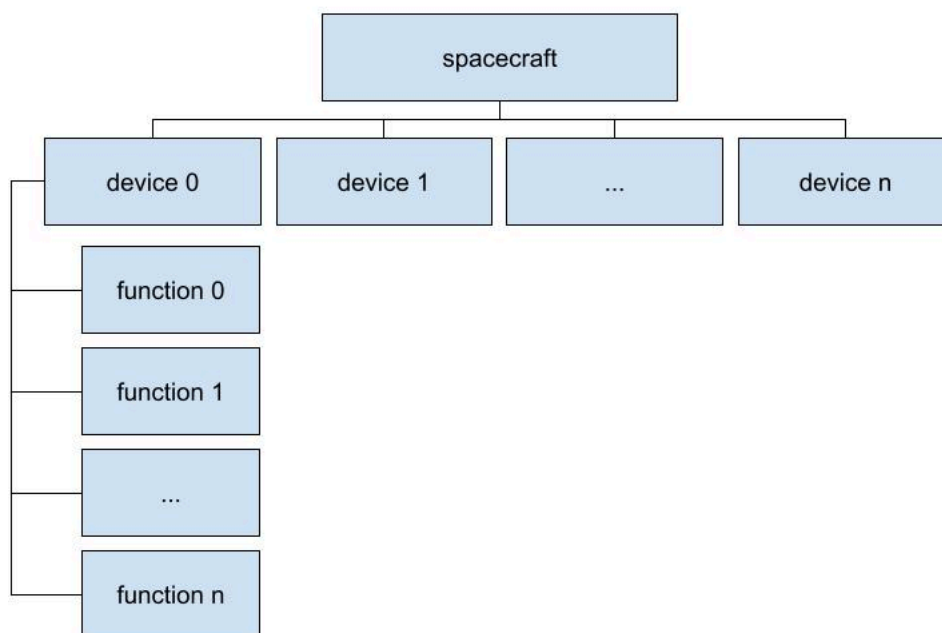 spacecraft
device 0
device 1
...
device n
function 0
function 1
...
function n